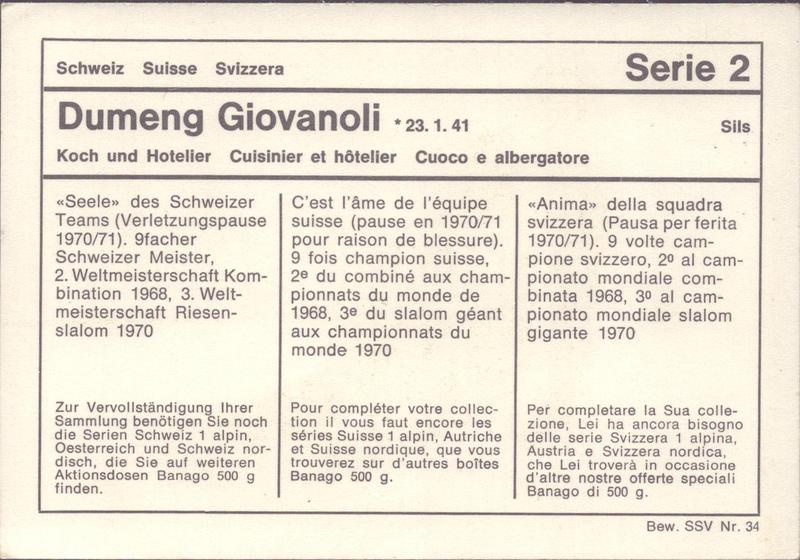 Schweiz Suisse Svizzera
Serie 2
Dumeng Giovanoli * 23. 1. 41
Sils
Koch und Hotelier Cuisinier et hôtelier Cuoco e albergatore
«Seele» des Schweizer
Teams (Verletzungspause
1970/71). 9facher
Schweizer Meister,
2. Weltmeisterschaft Kom-
bination 1968, 3. Welt-
meisterschaft Riesen-
slalom 1970
C'est l'âme de l'équipe
suisse (pause en 1970/71
pour raison de blessure).
9 fois champion suisse,
2e du combiné aux cham-
pionnats du monde de
1968, 3e du slalom géant
aux championnats du
monde 1970
«Anima» della squadra
svizzera (Pausa per ferita
1970/71). 9 volte cam-
pione svizzero, 2º al cam-
pionato mondiale com-
binata 1968, 3º al cam-
pionato mondiale slalom
gigante 1970
Zur Vervollständigung Ihrer
Sammlung benötigen Sie noch
die Serien Schweiz 1 alpin,
Oesterreich und Schweiz nor-
disch, die Sie auf weiteren
Aktionsdosen Banago 500 g
finden.
Pour compléter votre collec-
tion il vous faut encore les
séries Suisse 1 alpin, Autriche
et Suisse nordique, que vous
trouverez sur d'autres boîtes
Banago 500 g.
Per completare la Sua colle-
zione, Lei ha ancora bisogno
delle serie Svizzera 1 alpina,
Austria e Svizzera nordica,
che Lei troverà in occasione
d'altre nostre offerte speciali
Banago di 500 g.
Bew. SSV Nr. 34